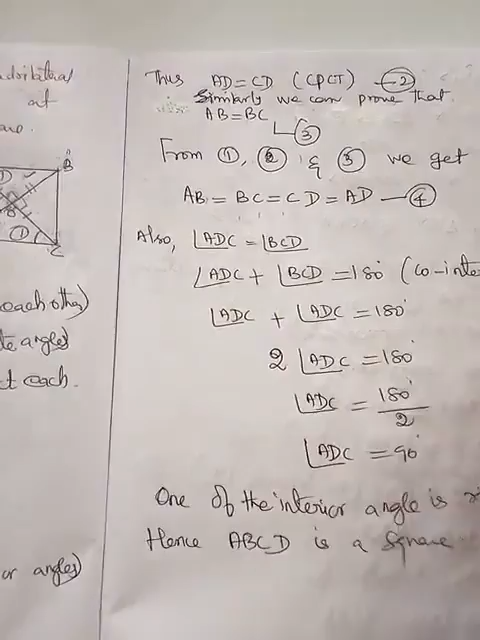 at
B
①
C
each other)
te angles)
t each.
or angles)
Thus AD = CD (CPCT) — ②
Similarly we can prove that.
AB = BC
③
From ①, ② & ③ we get
AB = BC = CD = AD — ④
Also, ∠ADC = ∠BCD
∠ADC + ∠BCD = 180° (co-inte
∠ADC + ∠ADC = 180°
2 ∠ADC = 180°
∠ADC = 180°
2
∠ADC = 90°
One of the interior angle is
Hence ABCD is a square